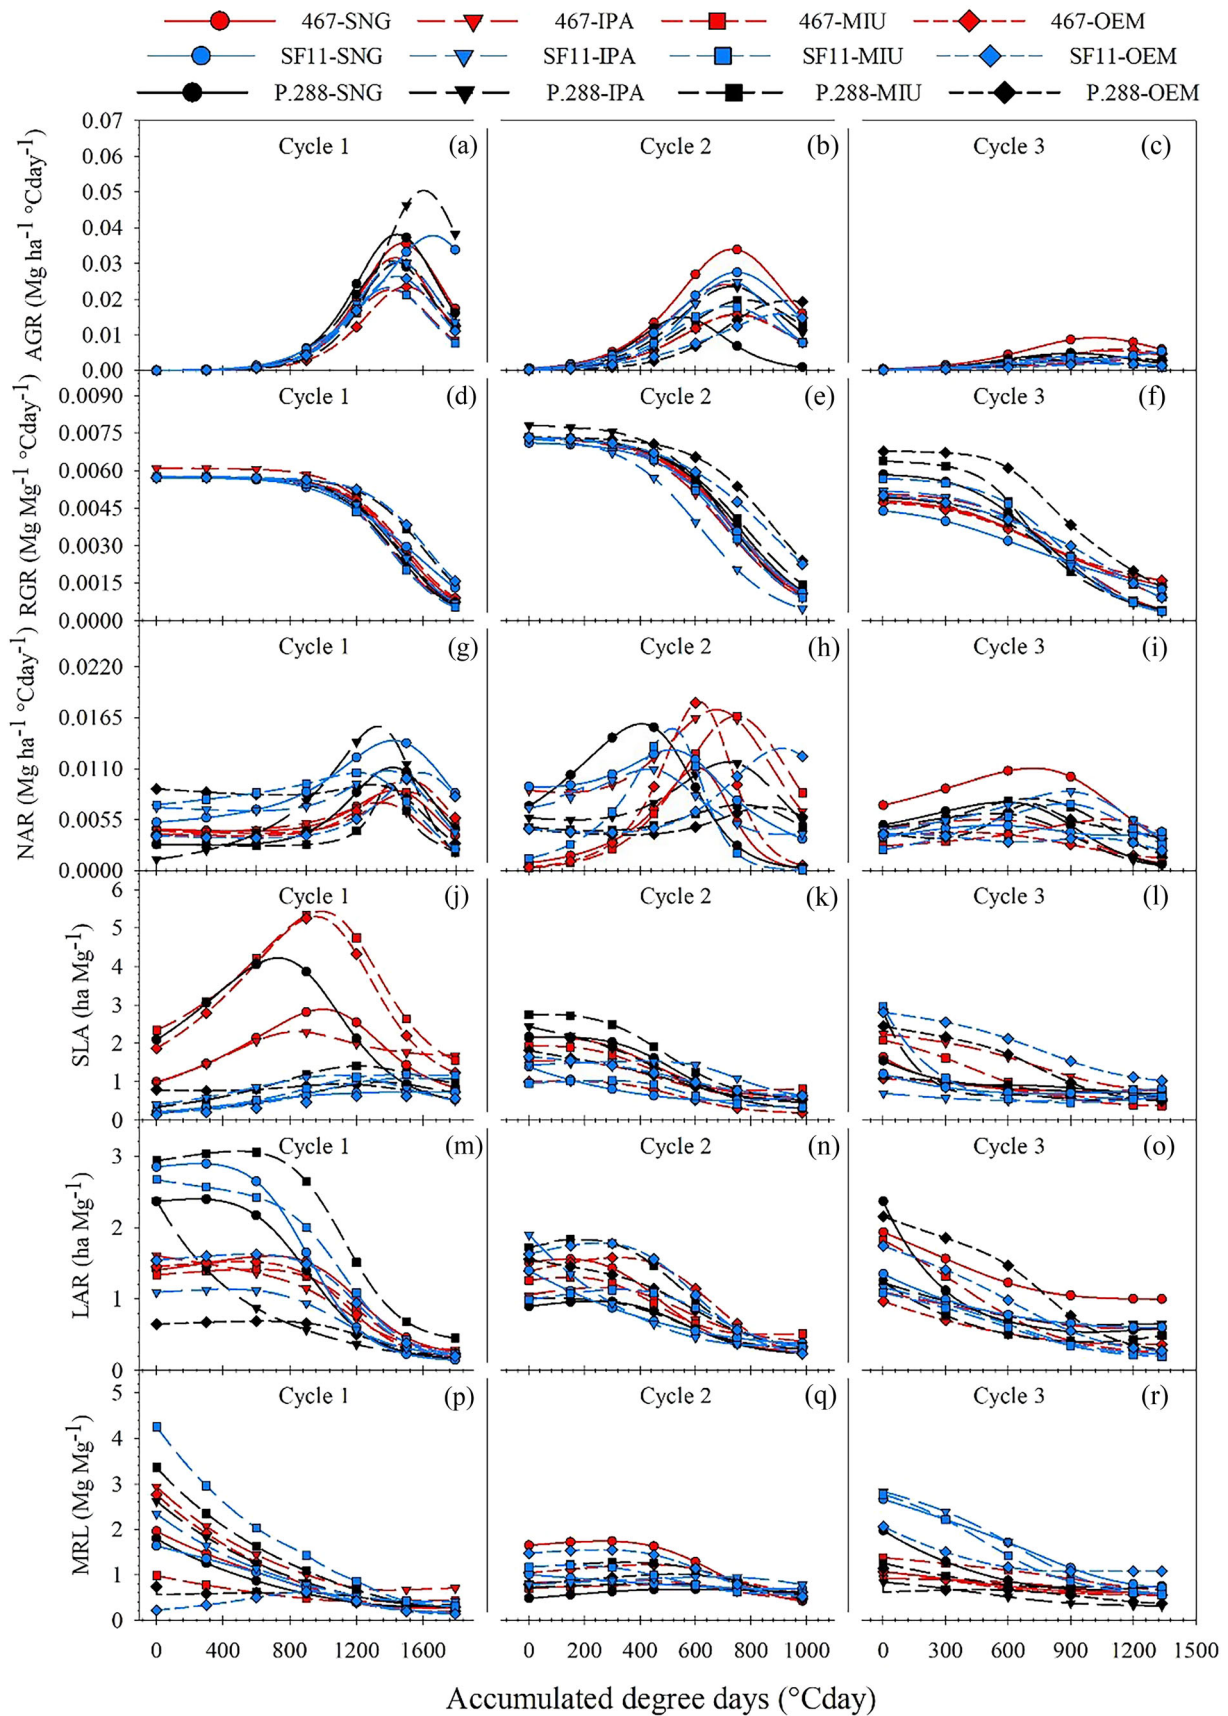 467-SNG 467-IPA 467-MIU 467-OEM
SF11-SNG SF11-IPA SF11-MIU SF11-OEM
P.288-SNG P.288-IPA P.288-MIU P.288-OEM
AGR (Mg ha-1 °Cday-1)
0.07
0.06
0.05
0.04
0.03
0.02
0.01
0.00
Cycle 1 (a)
Cycle 2 (b)
Cycle 3 (c)
RGR (Mg Mg-1 °Cday-1)
0.0090
0.0075
0.0060
0.0045
0.0030
0.0015
0.0000
Cycle 1 (d)
Cycle 2 (e)
Cycle 3 (f)
NAR (Mg ha-1 °Cday-1)
0.0220
0.0165
0.0110
0.0055
0.0000
Cycle 1 (g)
Cycle 2 (h)
Cycle 3 (i)
SLA (ha Mg-1)
6
5
4
3
2
1
0
Cycle 1 (j)
Cycle 2 (k)
Cycle 3 (l)
LAR (ha Mg-1)
3
2
1
0
Cycle 1 (m)
Cycle 2 (n)
Cycle 3 (o)
MRL (Mg Mg-1)
5
4
3
2
1
0
Cycle 1 (p)
Cycle 2 (q)
Cycle 3 (r)
0 400 800 1200 1600
0 200 400 600 800 1000
0 300 600 900 1200 1500
Accumulated degree days (°Cday)